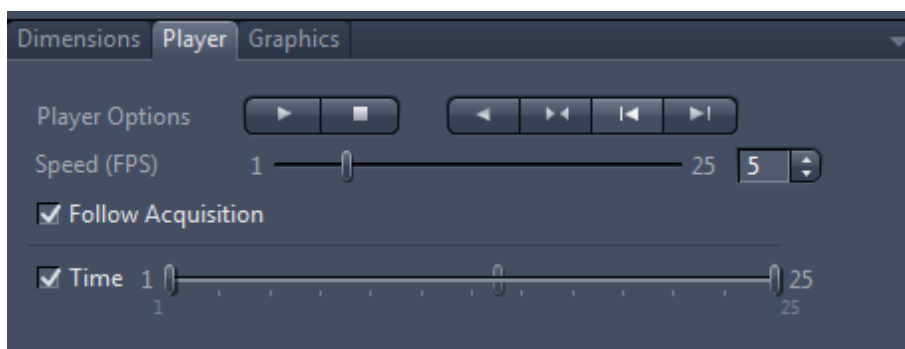 Dimensions Player Graphics
Player Options
Speed (FPS) 1 25 5
Follow Acquisition
Time 1 25
1 25